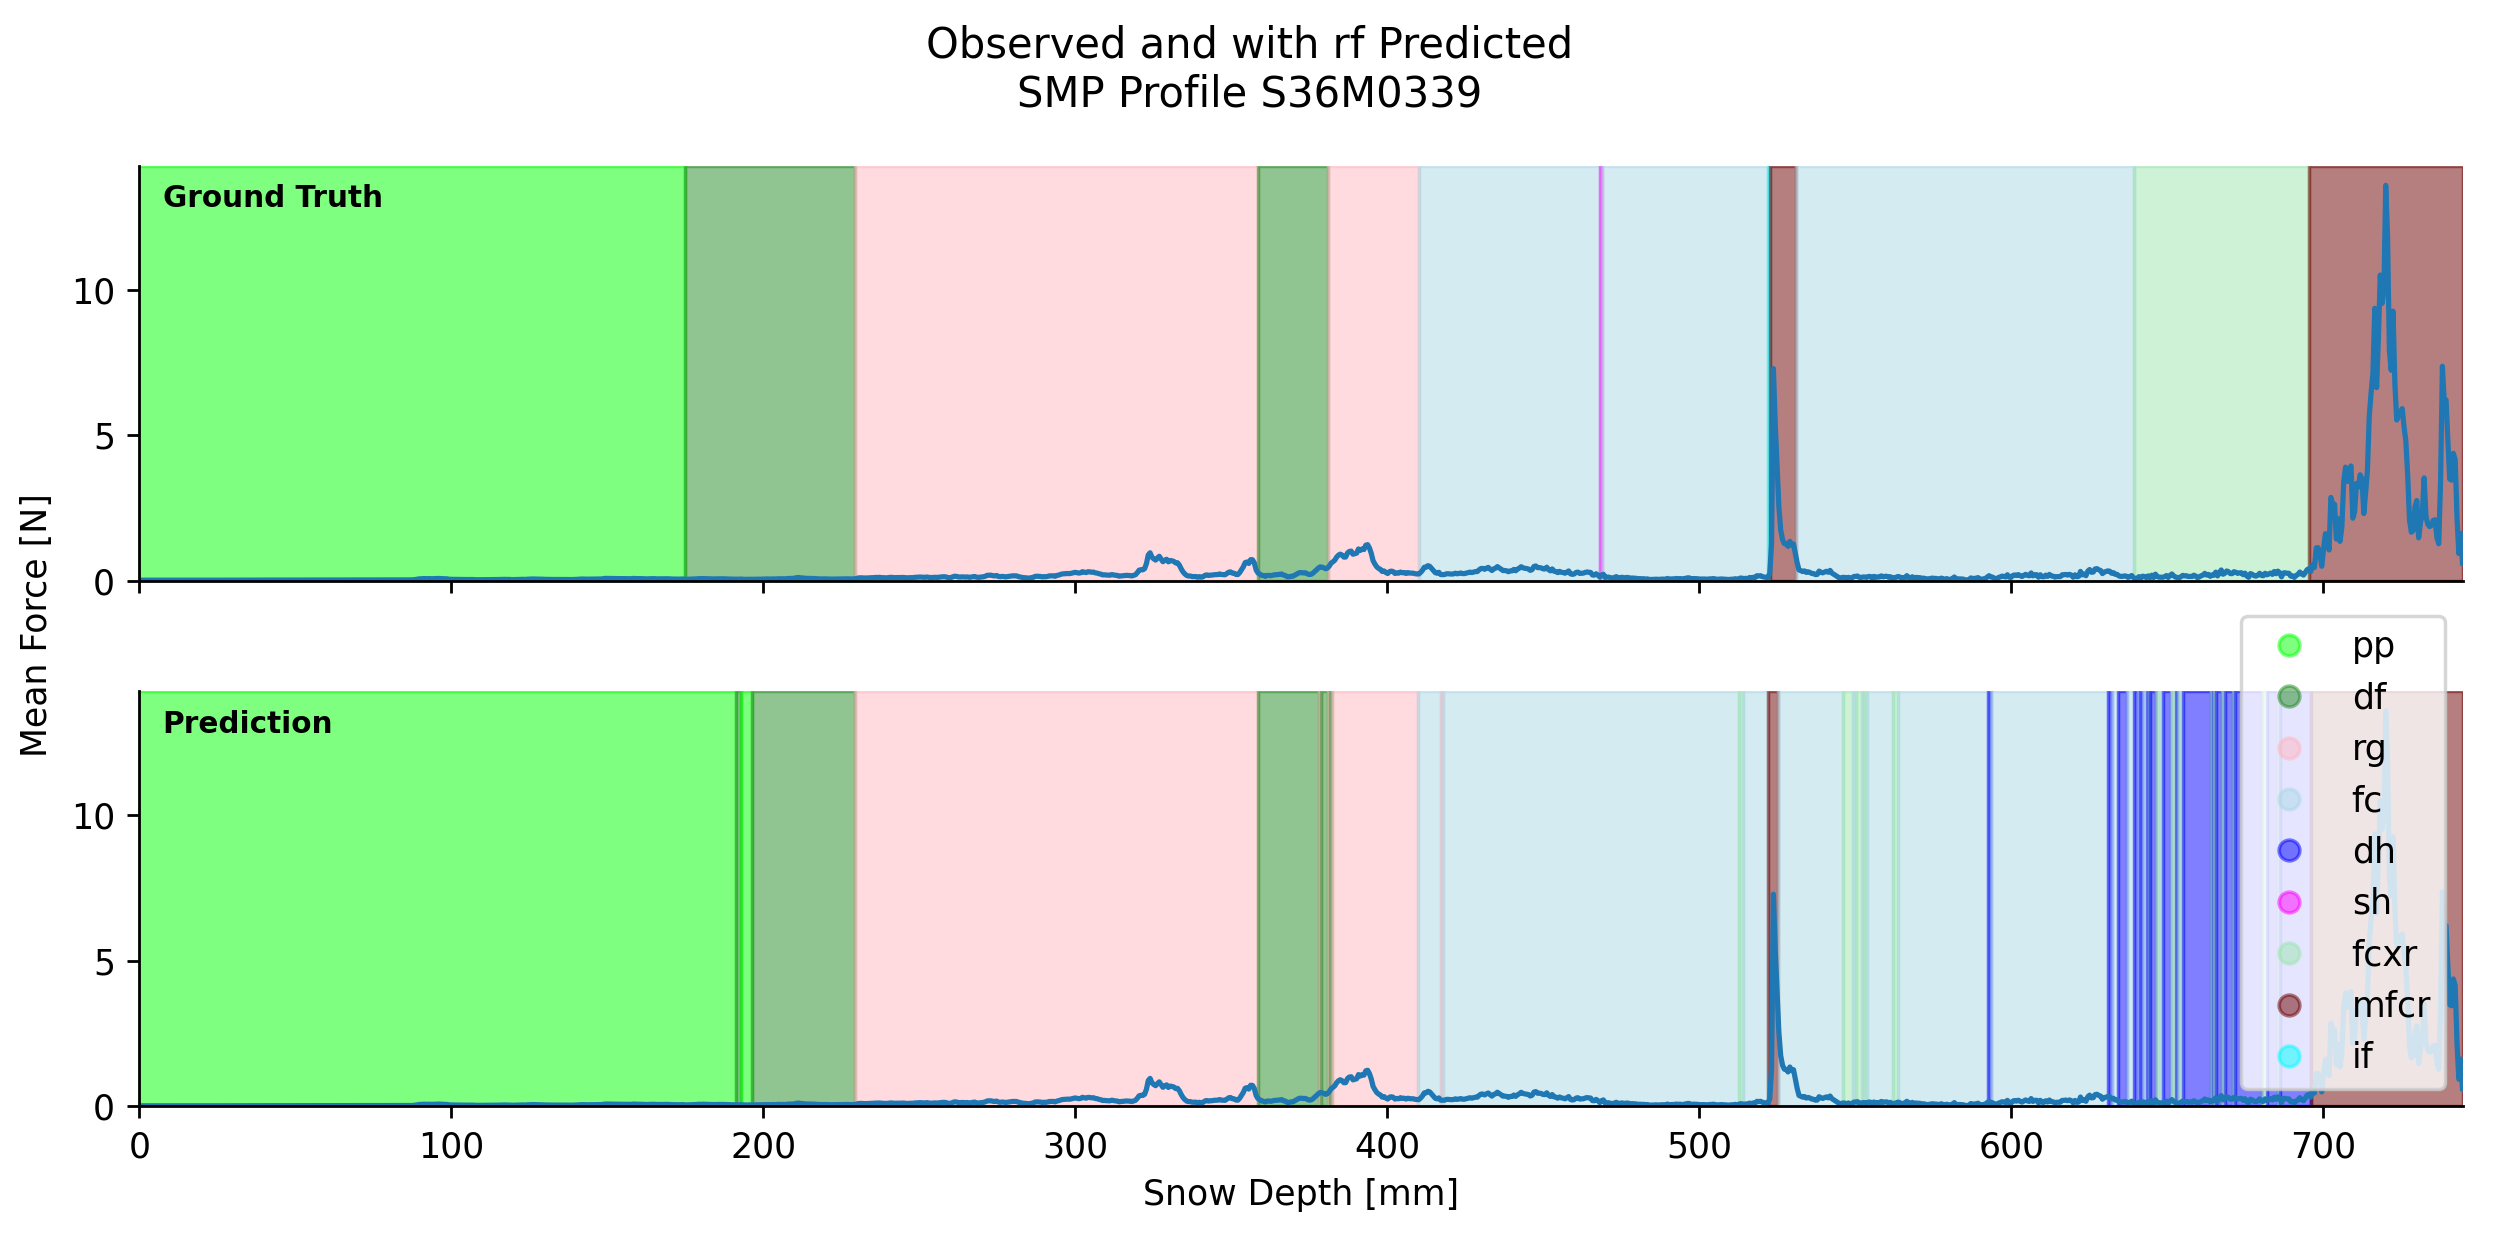 Observed and with rf Predicted
SMP Profile S36M0339
Ground Truth
10
5
0
Mean Force [N]
Prediction
10
5
0
pp
df
rg
fc
dh
sh
fcxr
mfcr
if
0 100 200 300 400 500 600 700
Snow Depth [mm]